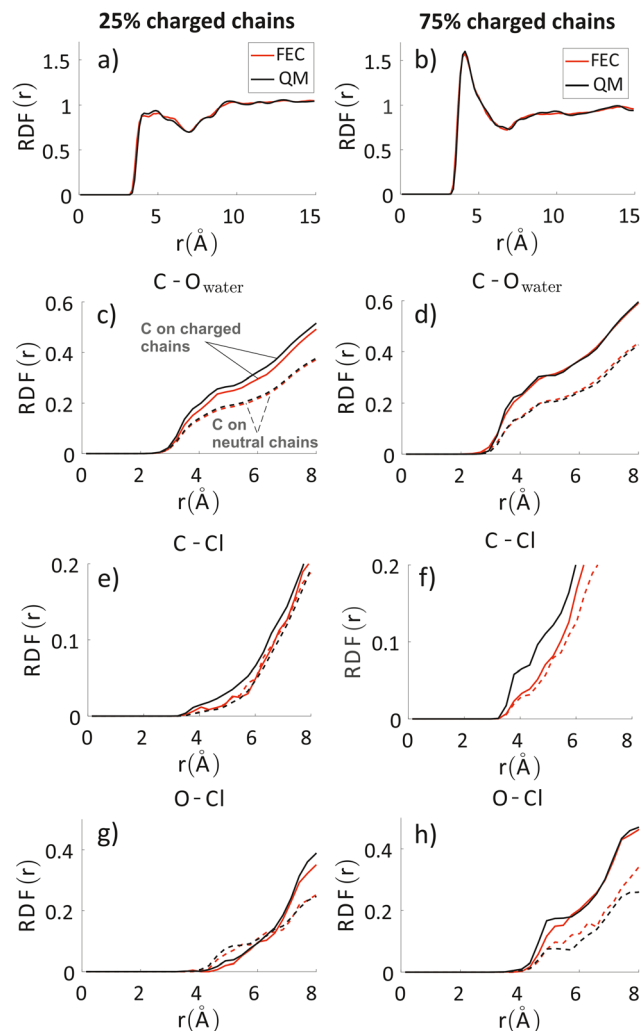 25% charged chains
75% charged chains
a)
FEC
QM
RDF(r)
1.5
1
0.5
0
0 5 10 15
r(Å)
b)
FEC
QM
RDF(r)
1.5
1
0.5
0
0 5 10 15
r(Å)
C - Owater
C - Owater
c)
C on charged
chains
C on
neutral chains
RDF(r)
0.6
0.4
0.2
0
0 2 4 6 8
r(Å)
d)
RDF(r)
0.6
0.4
0.2
0
0 2 4 6 8
r(Å)
C - Cl
C - Cl
e)
RDF(r)
0.2
0.1
0
0 2 4 6 8
r(Å)
f)
RDF(r)
0.2
0.1
0
0 2 4 6 8
r(Å)
O - Cl
O - Cl
g)
RDF(r)
0.4
0.2
0
0 2 4 6 8
r(Å)
h)
RDF(r)
0.4
0.2
0
0 2 4 6 8
r(Å)